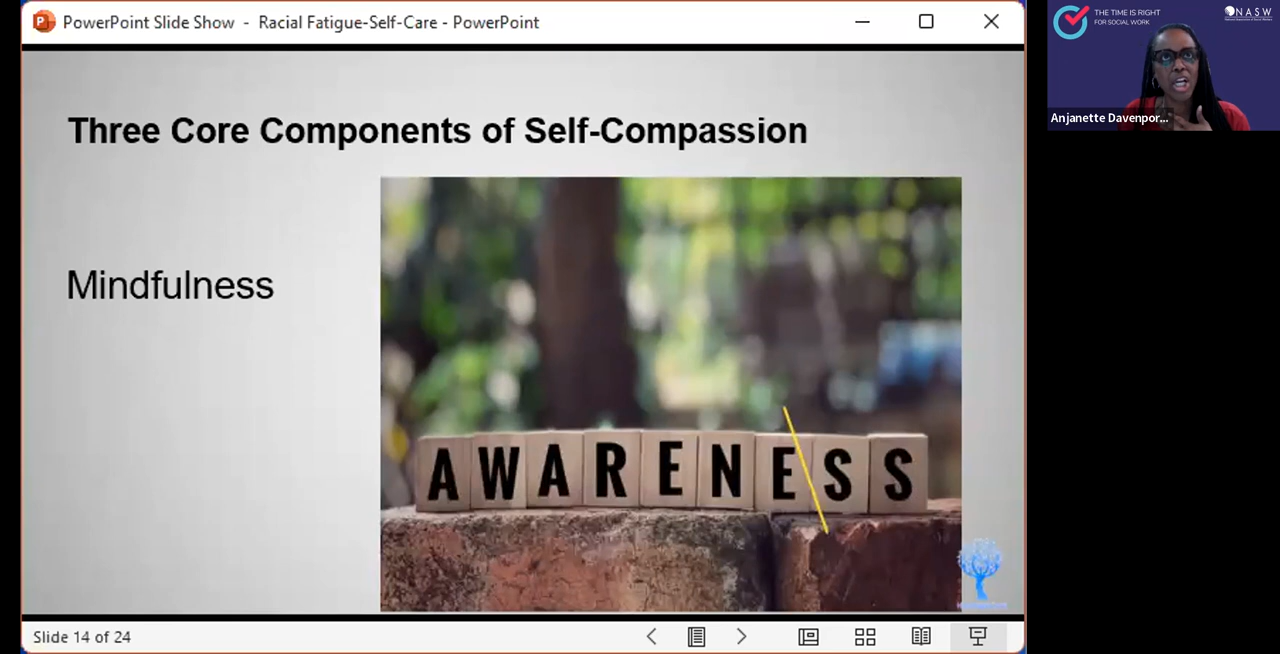 PowerPoint Slide Show - Racial Fatigue-Self-Care - PowerPoint
Three Core Components of Self-Compassion
Mindfulness
AWARENESS
Slide 14 of 24
THE TIME IS RIGHT
FOR SOCIAL WORK
NASW
Anjanette Davenpor...